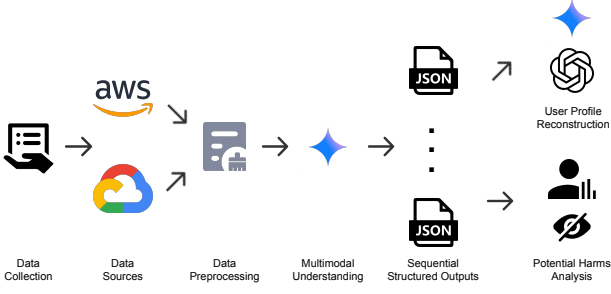 aws
JSON
JSON
User Profile
Reconstruction
Data
Collection
Data
Sources
Data
Preprocessing
Multimodal
Understanding
Sequential
Structured Outputs
Potential Harms
Analysis